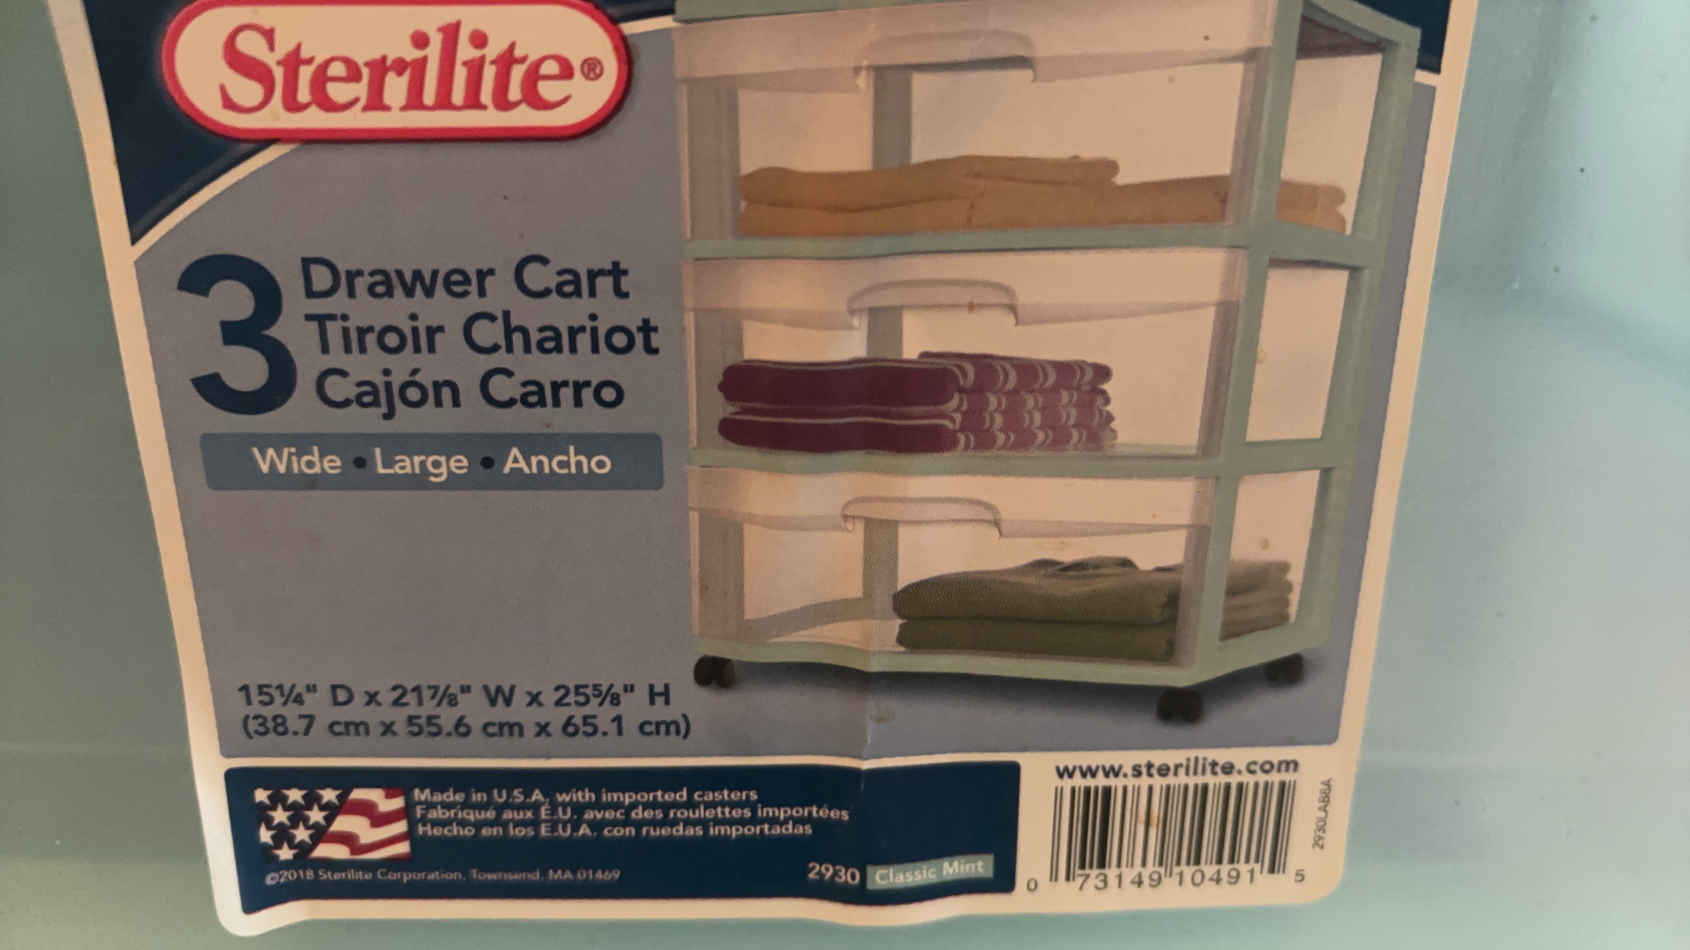 Sterilite®
3
Drawer Cart
Tiroir Chariot
Cajón Carro
Wide • Large • Ancho
15¼" D x 21⅞" W x 25⅝" H
(38.7 cm x 55.6 cm x 65.1 cm)
Made in U.S.A. with imported casters
Fabriqué aux É.U. avec des roulettes importées
Hecho en los E.U.A. con ruedas importadas
©2018 Sterilite Corporation, Townsend, MA 01469
2930 Classic Mint
www.sterilite.com
0 73149 10491 5
2930LAB8A